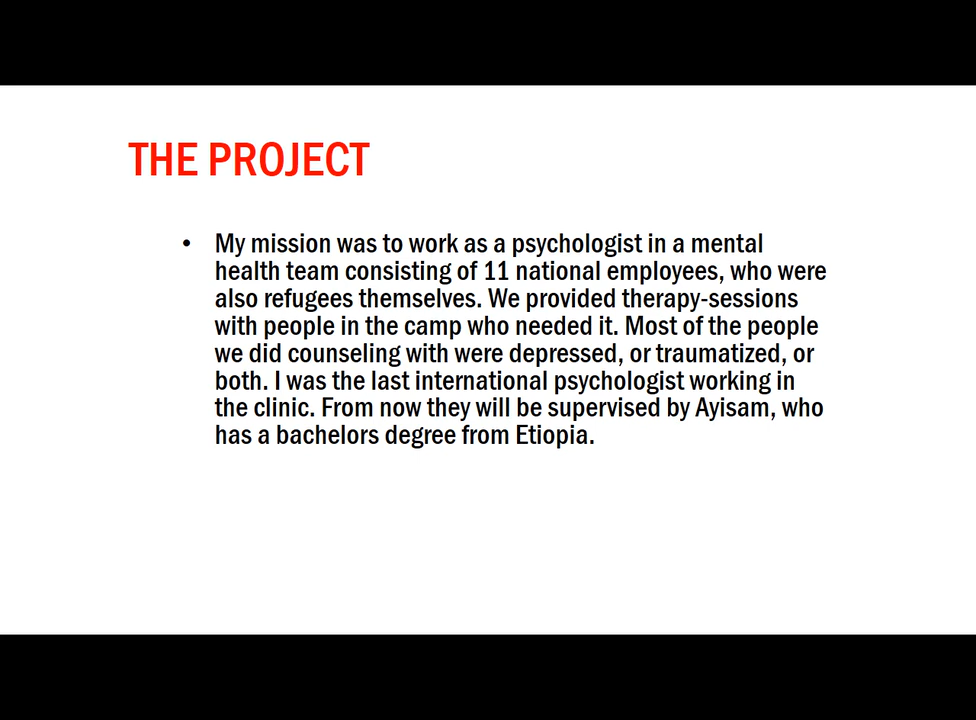 THE PROJECT
• My mission was to work as a psychologist in a mental
health team consisting of 11 national employees, who were
also refugees themselves. We provided therapy-sessions
with people in the camp who needed it. Most of the people
we did counseling with were depressed, or traumatized, or
both. I was the last international psychologist working in
the clinic. From now they will be supervised by Ayisam, who
has a bachelors degree from Etiopia.